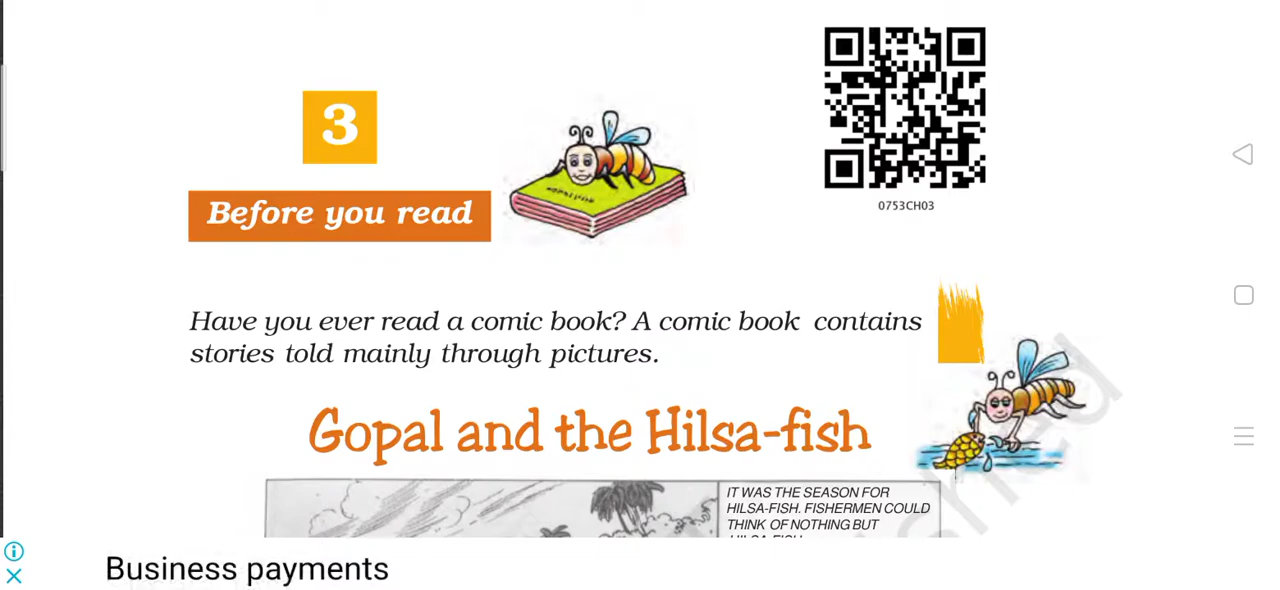 3
Before you read
0753CH03
Have you ever read a comic book? A comic book contains
stories told mainly through pictures.
Gopal and the Hilsa-fish
IT WAS THE SEASON FOR
HILSA-FISH. FISHERMEN COULD
THINK OF NOTHING BUT
HILSA-FISH
Business payments